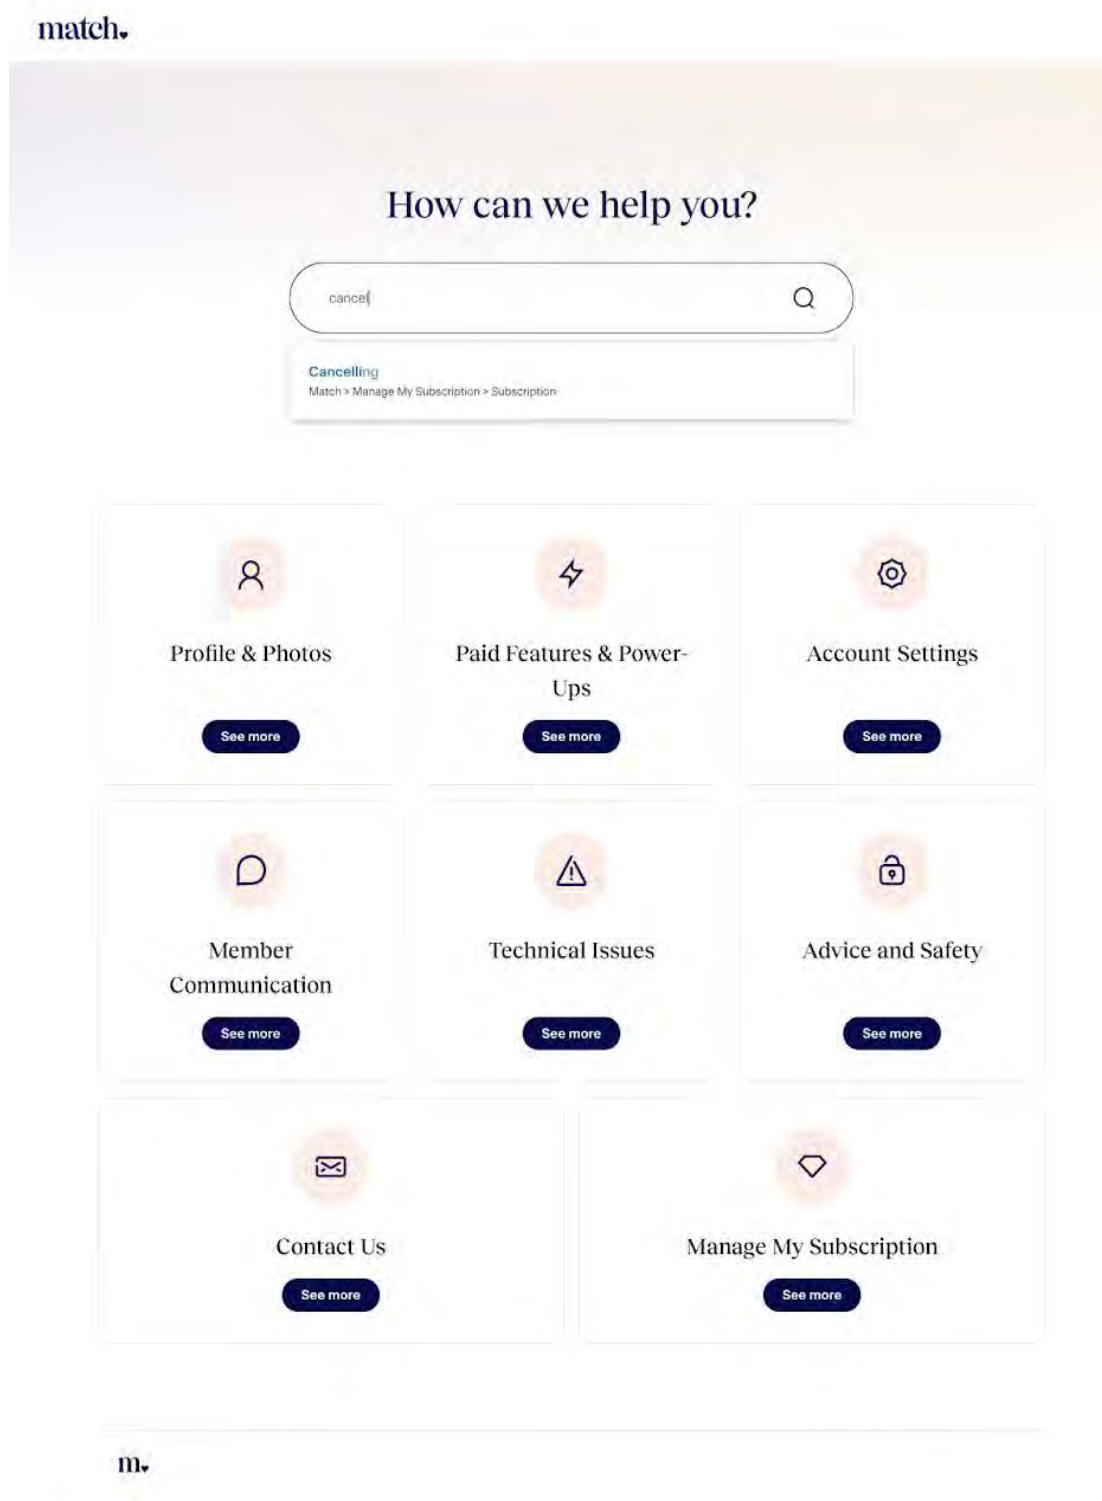 match
How can we help you?
cancel
Cancelling
Match > Manage My Subscription > Subscription
Profile & Photos
See more
Paid Features & Power-
Ups
See more
Account Settings
See more
Member
Communication
See more
Technical Issues
See more
Advice and Safety
See more
Contact Us
See more
Manage My Subscription
See more
m